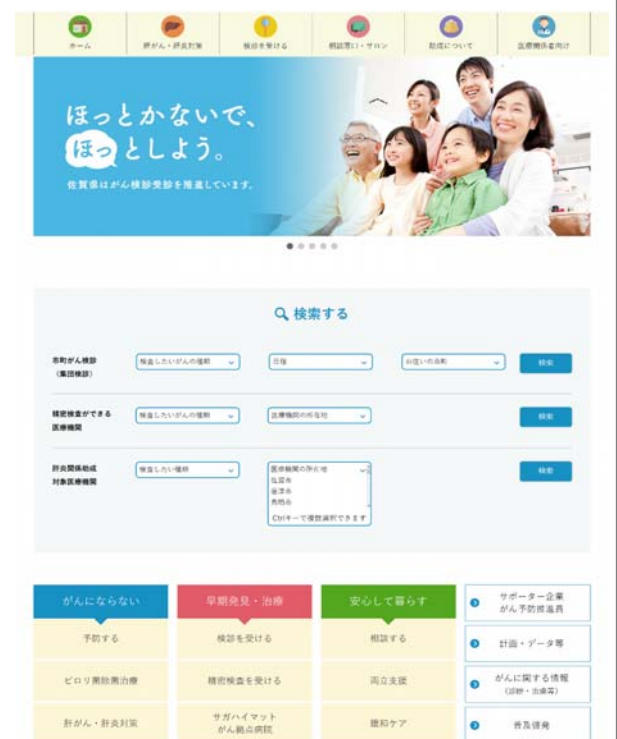 ホーム
肝がん・肝炎対策
検診を受ける
相談窓口・サロン
助成について
医療関係者向け
ほっとかないで、
ほっとしよう。
佐賀県はがん検診受診を推進しています。
検索する
市町がん検診
（集団検診）
検査したいがんの種類
日程
お住いの市町
検索
精密検査ができる
医療機関
検査したいがんの種類
医療機関の所在地
検索
肝炎関係助成
対象医療機関
検査したい種類
医療機関の所在地
佐賀市
唐津市
鳥栖市
Ctrlキーで複数選択できます
検索
がんにならない
早期発見・治療
安心して暮らす
サポーター企業
がん予防推進員
予防する
検診を受ける
相談する
計画・データ等
ピロリ菌除菌治療
精密検査を受ける
両立支援
がんに関する情報
（診断・治療等）
肝がん・肝炎対策
サガハイマット
がん拠点病院
緩和ケア
普及啓発